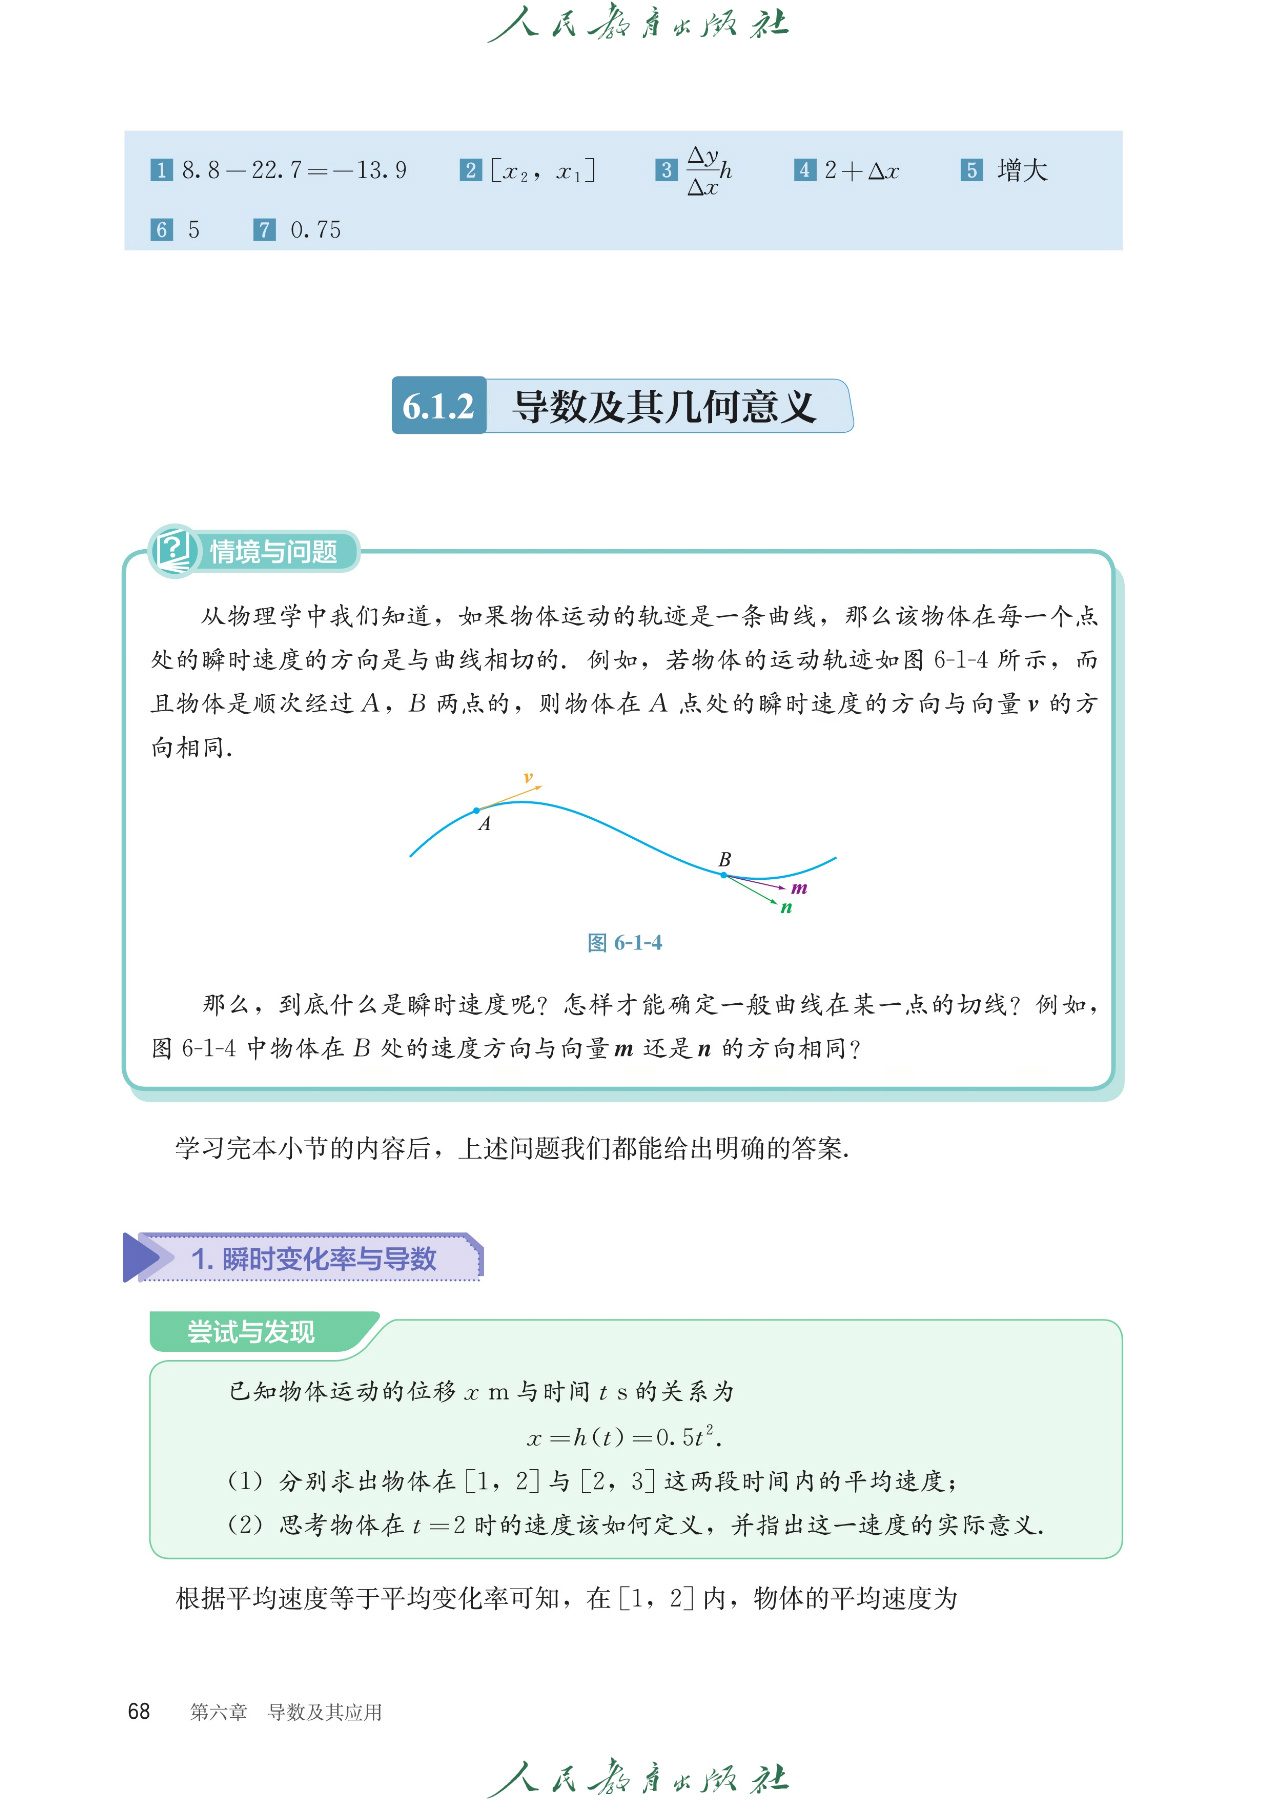 人民教育出版社
1 8.8－22.7＝－13.9 2 [x₂，x₁] 3 Δy/Δx h 4 2＋Δx 5 增大
6 5 7 0.75
6.1.2 导数及其几何意义
情境与问题
从物理学中我们知道，如果物体运动的轨迹是一条曲线，那么该物体在每一个点
处的瞬时速度的方向是与曲线相切的．例如，若物体的运动轨迹如图 6-1-4 所示，而
且物体是顺次经过 A，B 两点的，则物体在 A 点处的瞬时速度的方向与向量 v 的方
向相同．
v
A
B
m
n
图 6-1-4
那么，到底什么是瞬时速度呢？怎样才能确定一般曲线在某一点的切线？例如，
图 6-1-4 中物体在 B 处的速度方向与向量 m 还是 n 的方向相同？
学习完本小节的内容后，上述问题我们都能给出明确的答案．
1. 瞬时变化率与导数
尝试与发现
已知物体运动的位移 x m 与时间 t s 的关系为
x＝h(t)＝0.5t²．
（1）分别求出物体在[1，2]与[2，3]这两段时间内的平均速度；
（2）思考物体在 t＝2 时的速度该如何定义，并指出这一速度的实际意义．
根据平均速度等于平均变化率可知，在[1，2]内，物体的平均速度为
68 第六章 导数及其应用
人民教育出版社